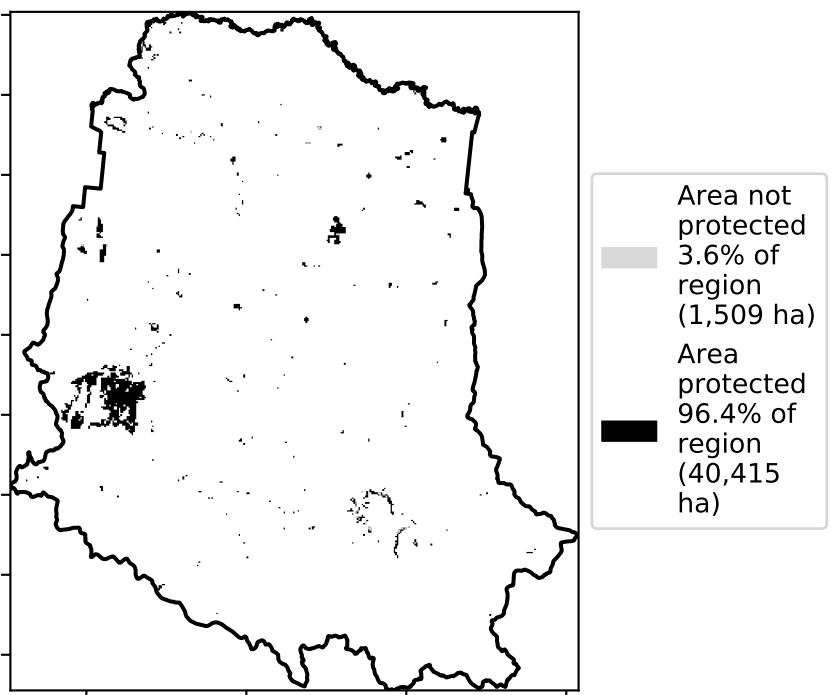 Area not
protected
3.6% of
region
(1,509 ha)
Area
protected
96.4% of
region
(40,415
ha)